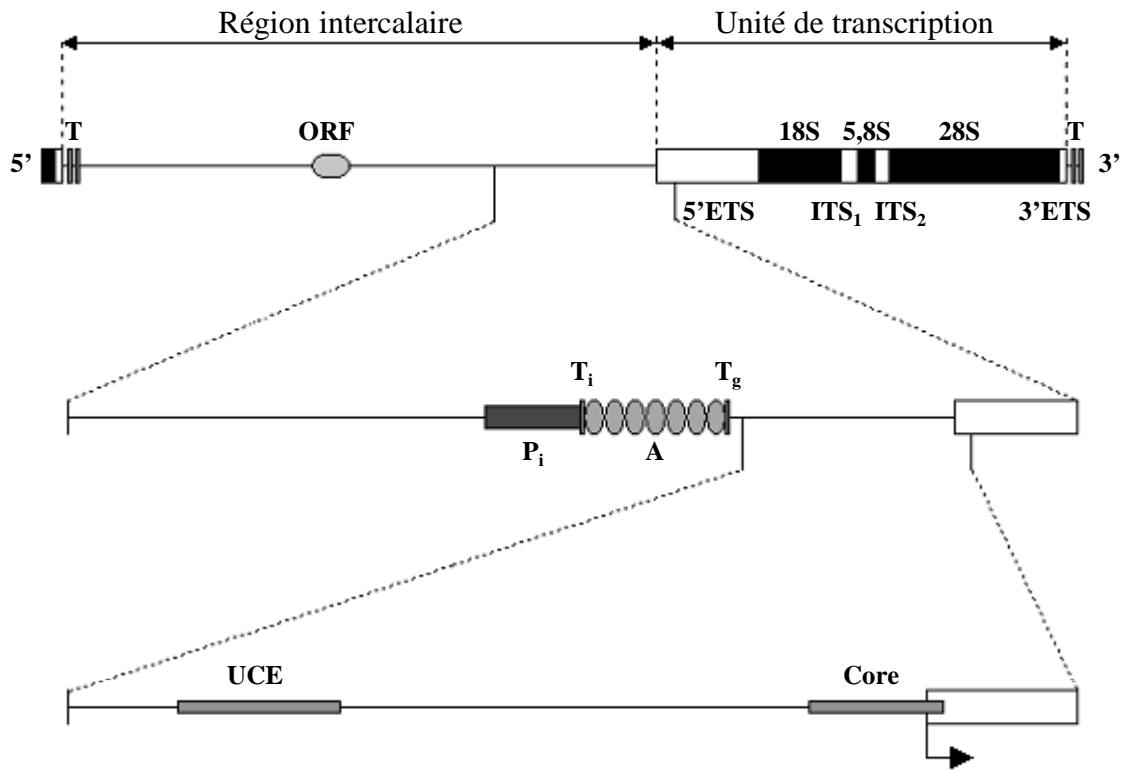 Région intercalaire Unité de transcription
T ORF 18S 5,8S 28S T
5’ 3’
5’ETS ITS1 ITS2 3’ETS
Ti Tg
Pi A
UCE Core